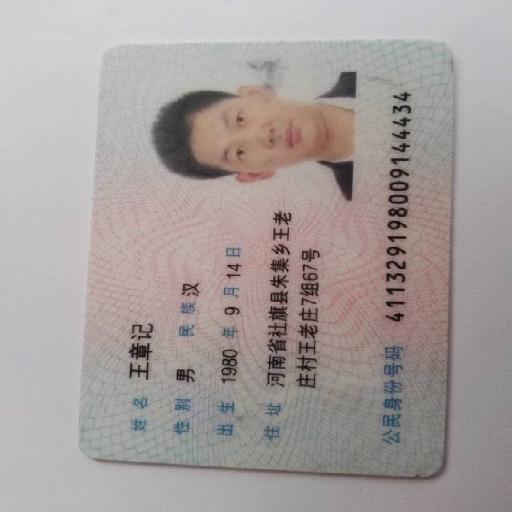 姓名 王章记
性别 男 民族 汉
出生 1980 年 9 月 14 日
住址 河南省社旗县朱集乡王老
庄村王老庄7组67号
公民身份号码 411329198009144434